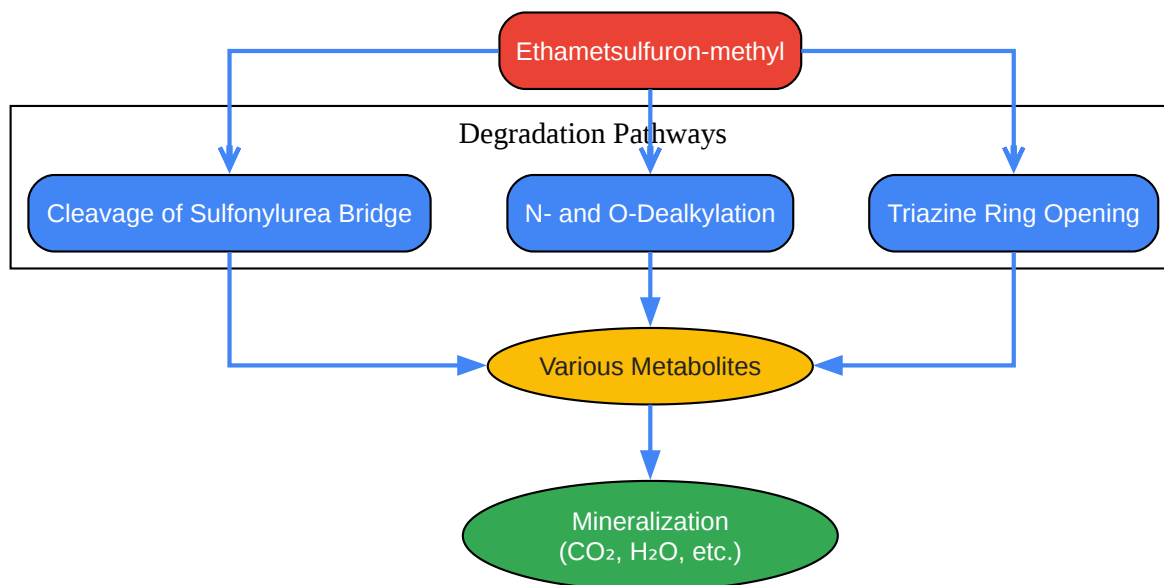 Ethametsulfuron-methyl
Degradation Pathways
Cleavage of Sulfonylurea Bridge
N- and O-Dealkylation
Triazine Ring Opening
Various Metabolites
Mineralization
(CO₂, H₂O, etc.)